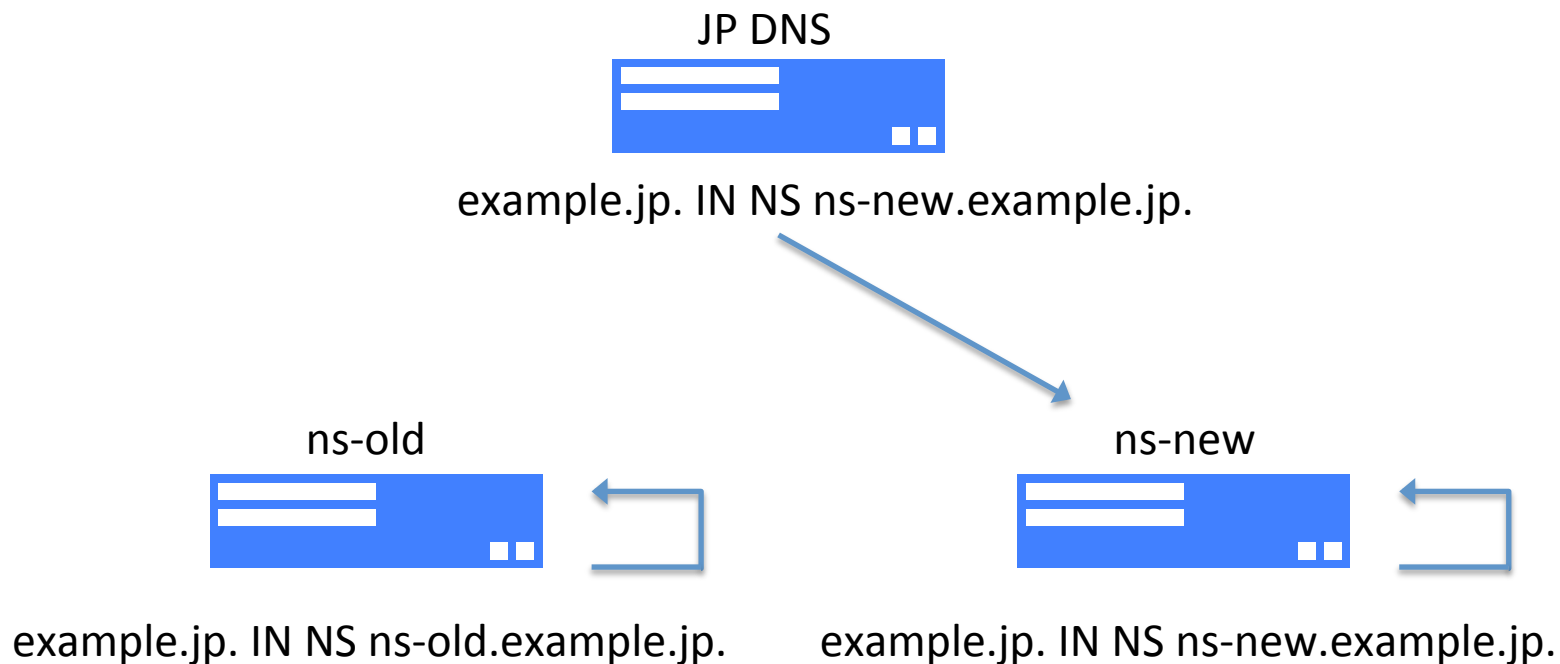 JP DNS
example.jp. IN NS ns-new.example.jp.
ns-old
ns-new
example.jp. IN NS ns-old.example.jp.
example.jp. IN NS ns-new.example.jp.